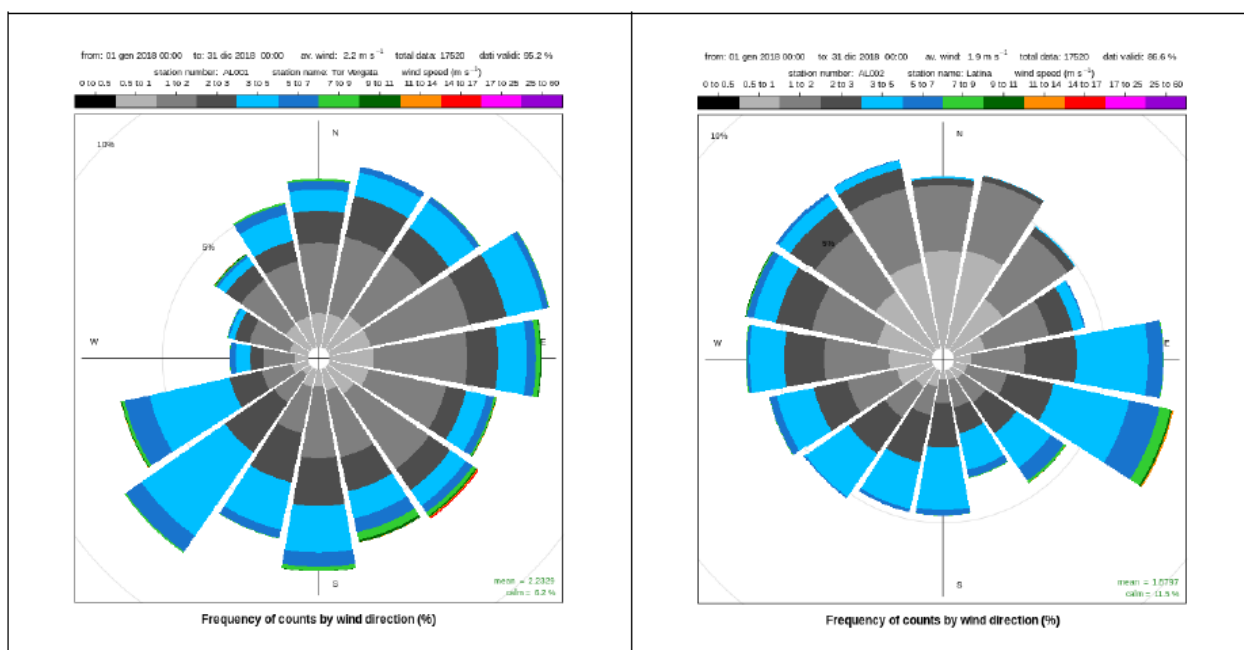 from: 01 gen 2018 00:00 to: 31 dic 2018 00:00 av. wind: 2.2 m s⁻¹ total data: 17520 dati validi: 95.2 %
station number: AL001 station name: Tor Vergata wind speed (m s⁻¹)
0 to 0.5 0.5 to 1 1 to 2 2 to 3 3 to 5 5 to 7 7 to 9 9 to 11 11 to 14 14 to 17 17 to 25 25 to 60
N
10%
5%
W
E
S
mean = 2.2329
calm = 6.2 %
Frequency of counts by wind direction (%)
from: 01 gen 2018 00:00 to: 31 dic 2018 00:00 av. wind: 1.9 m s⁻¹ total data: 17520 dati validi: 86.6 %
station number: AL002 station name: Latina wind speed (m s⁻¹)
0 to 0.5 0.5 to 1 1 to 2 2 to 3 3 to 5 5 to 7 7 to 9 9 to 11 11 to 14 14 to 17 17 to 25 25 to 60
N
10%
5%
W
E
S
mean =
calm = 11.5 %
Frequency of counts by wind direction (%)